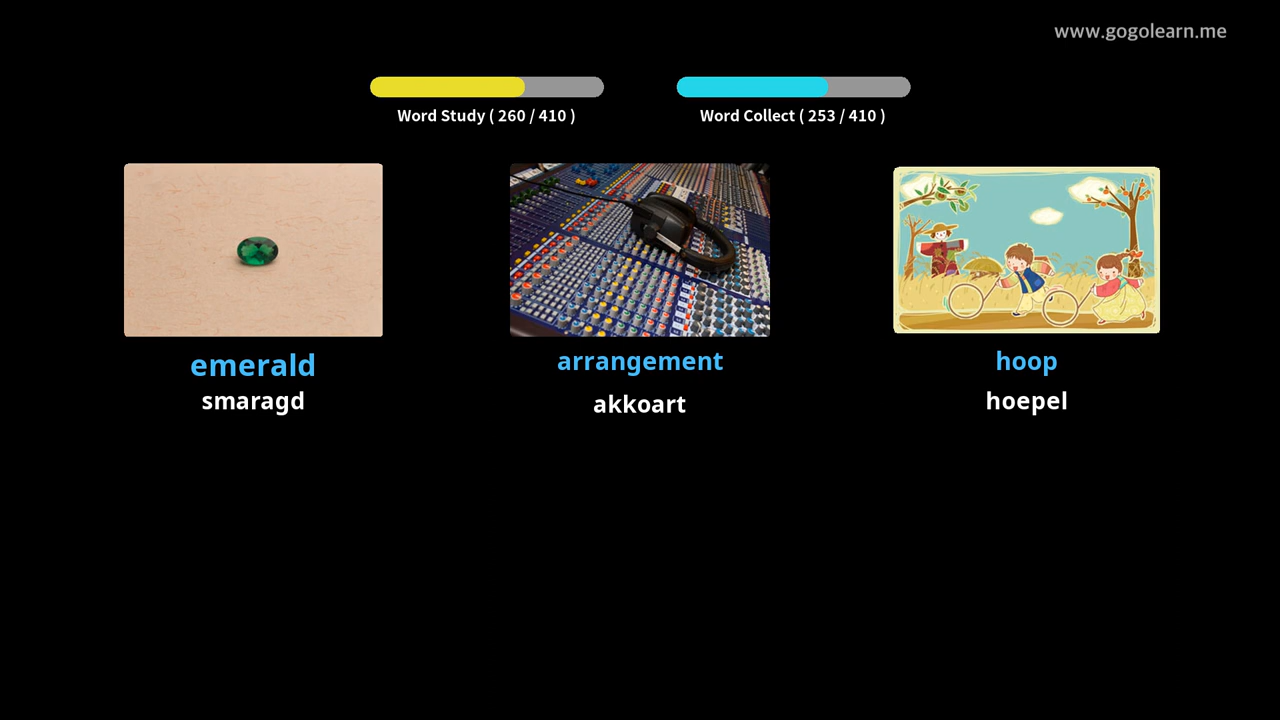 www.gogolearn.me
Word Study ( 260 / 410 )
Word Collect ( 253 / 410 )
emerald
smaragd
arrangement
akkoart
hoop
hoepel